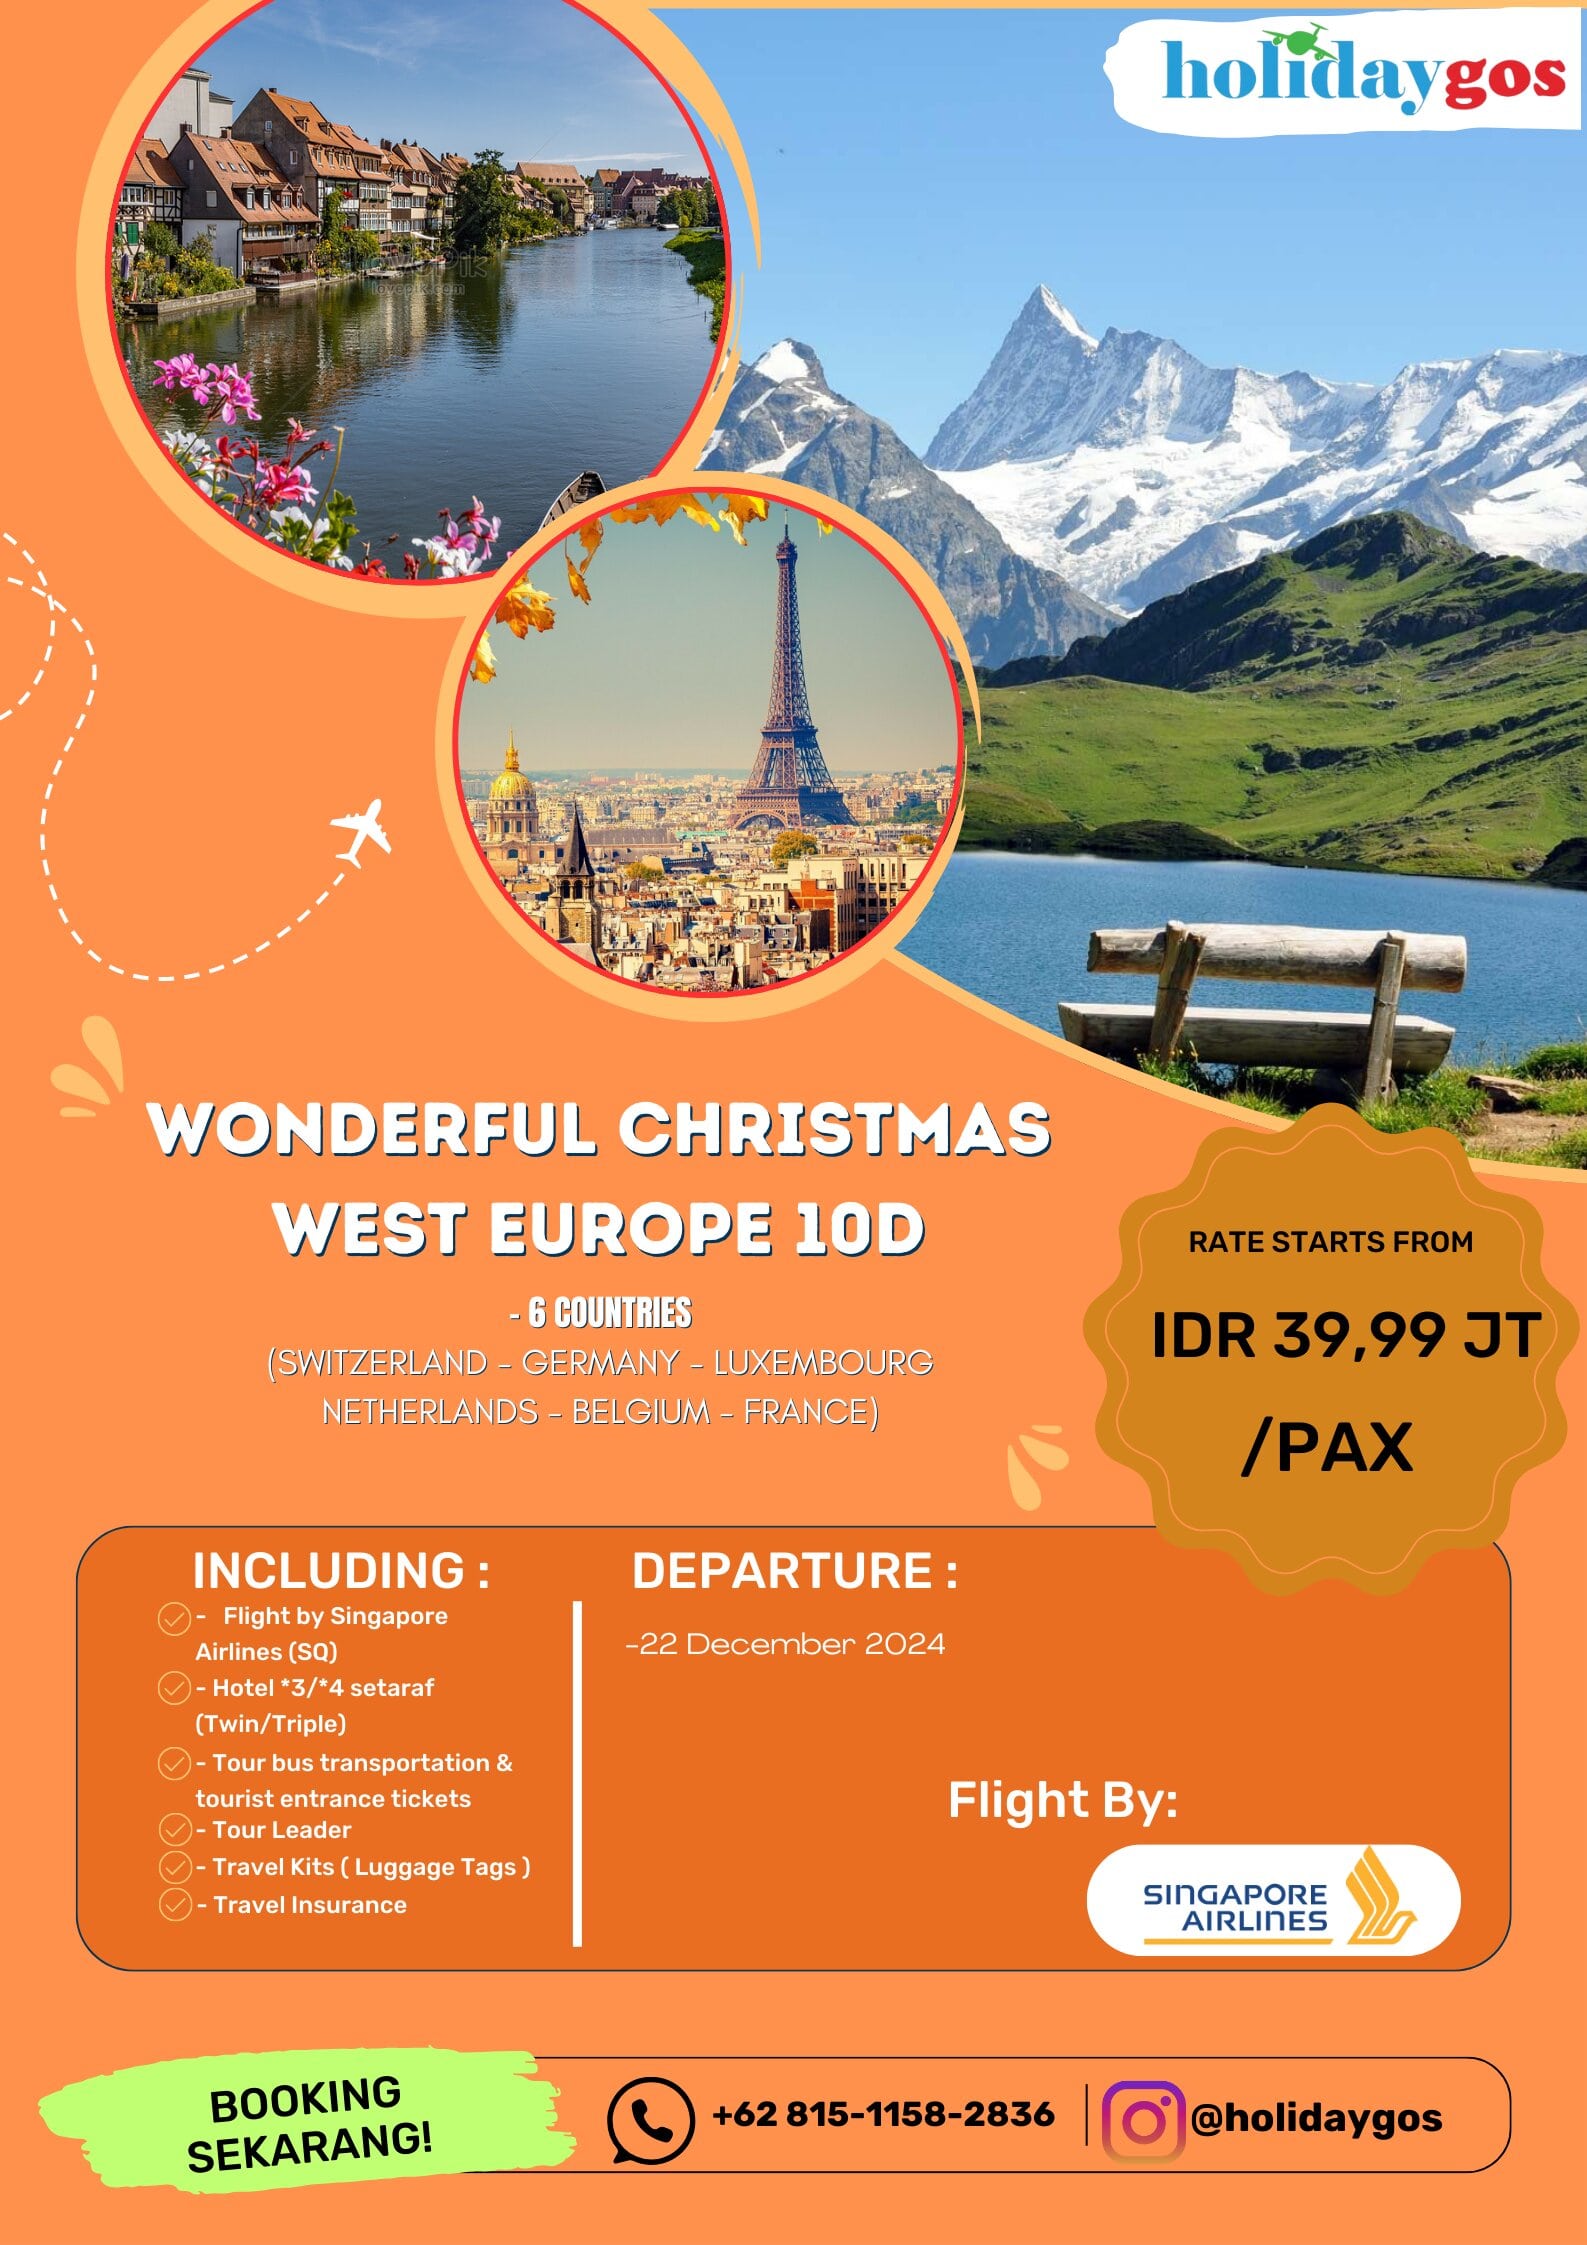 holidaygos
lovepik.com
WONDERFUL CHRISTMAS
WEST EUROPE 10D
- 6 COUNTRIES
(SWITZERLAND - GERMANY - LUXEMBOURG
NETHERLANDS - BELGIUM - FRANCE)
RATE STARTS FROM
IDR 39,99 JT
/PAX
INCLUDING :
- Flight by Singapore
Airlines (SQ)
- Hotel *3/*4 setaraf
(Twin/Triple)
- Tour bus transportation &
tourist entrance tickets
- Tour Leader
- Travel Kits ( Luggage Tags )
- Travel Insurance
DEPARTURE :
-22 December 2024
Flight By:
SINGAPORE
AIRLINES
BOOKING
SEKARANG!
+62 815-1158-2836
@holidaygos